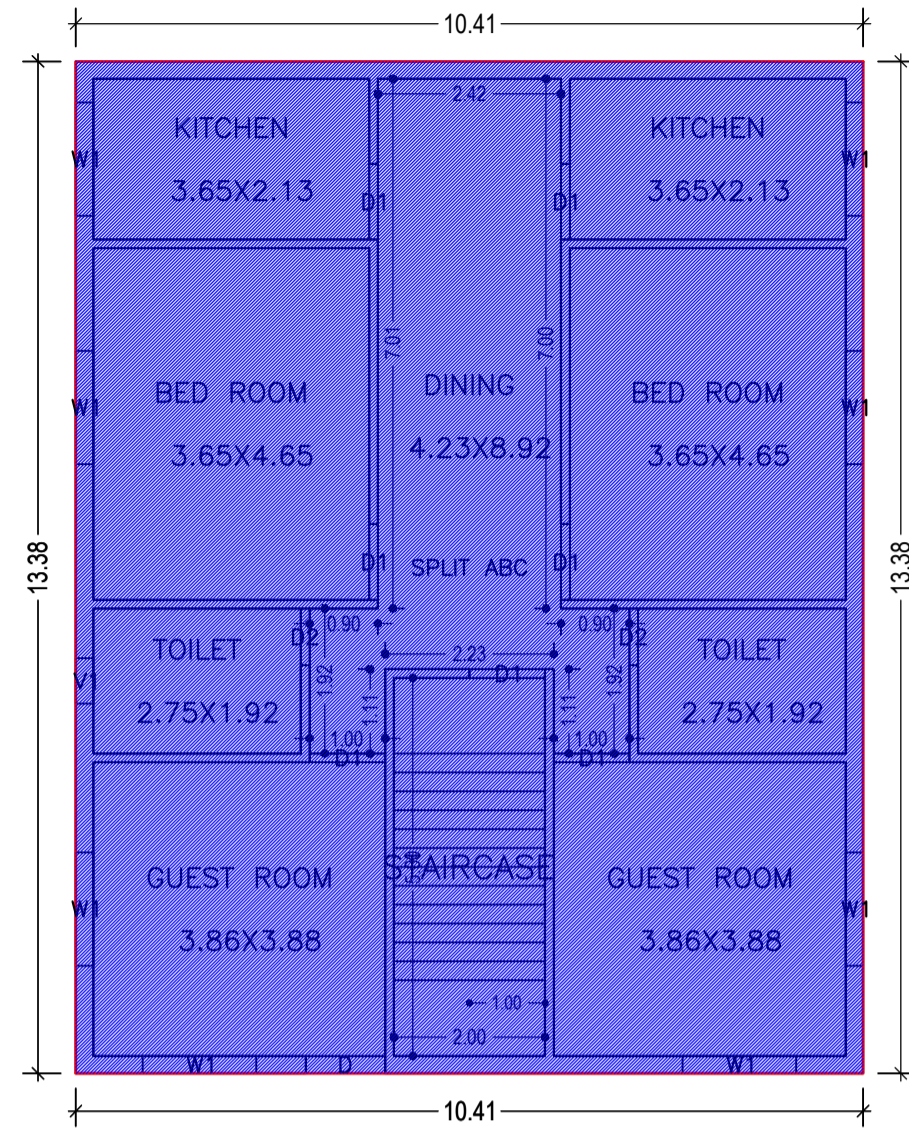 10.41
2.42
KITCHEN
KITCHEN
W1
W1
3.65X2.13
3.65X2.13
D1
D1
7.01
7.00
BED ROOM
DINING
BED ROOM
W1
W1
3.65X4.65
4.23X8.92
3.65X4.65
13.38
13.38
D1
SPLIT ABC
D1
D2
0.90
0.90
D2
TOILET
2.23
TOILET
V1
1.92
1.11
D1
1.11
1.92
2.75X1.92
2.75X1.92
1.00
1.00
D1
D1
STAIRCASE
GUEST ROOM
GUEST ROOM
W1
W1
3.86X3.88
3.86X3.88
1.00
2.00
W1
D
W1
10.41